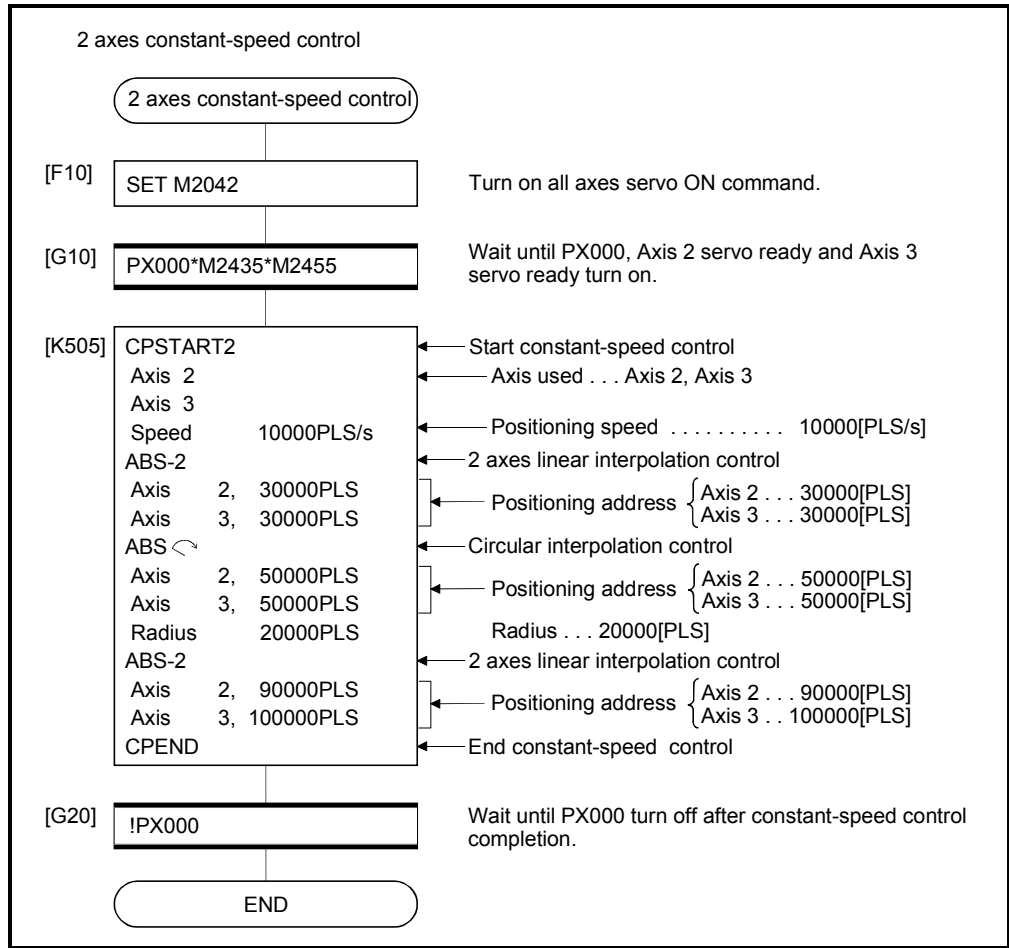 2 axes constant-speed control
2 axes constant-speed control
[F10] SET M2042 Turn on all axes servo ON command.
[G10] PX000*M2435*M2455 Wait until PX000, Axis 2 servo ready and Axis 3
servo ready turn on.
[K505] CPSTART2 Start constant-speed control
Axis 2 Axis used . . . Axis 2, Axis 3
Axis 3
Speed 10000PLS/s Positioning speed . . . . . . . . . . 10000[PLS/s]
ABS-2 2 axes linear interpolation control
Axis 2, 30000PLS Positioning address Axis 2 . . . 30000[PLS]
Axis 3, 30000PLS Axis 3 . . . 30000[PLS]
ABS Circular interpolation control
Axis 2, 50000PLS Positioning address Axis 2 . . . 50000[PLS]
Axis 3, 50000PLS Axis 3 . . . 50000[PLS]
Radius 20000PLS Radius . . . 20000[PLS]
ABS-2 2 axes linear interpolation control
Axis 2, 90000PLS Positioning address Axis 2 . . . 90000[PLS]
Axis 3, 100000PLS Axis 3 . . 100000[PLS]
CPEND End constant-speed control
[G20] !PX000 Wait until PX000 turn off after constant-speed control
completion.
END